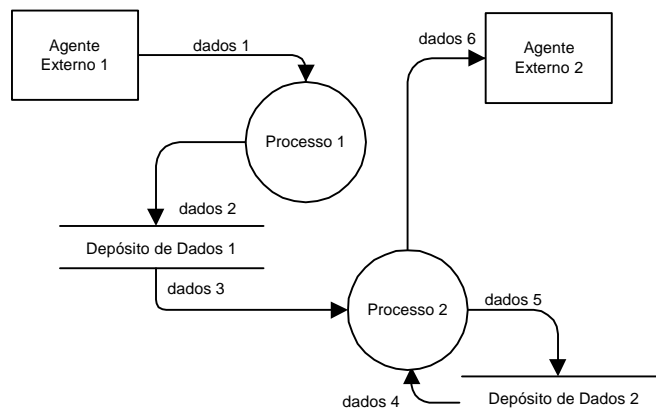 Agente
Externo 1
dados 1
dados 6
Agente
Externo 2
Processo 1
dados 2
Depósito de Dados 1
dados 3
Processo 2
dados 5
dados 4
Depósito de Dados 2